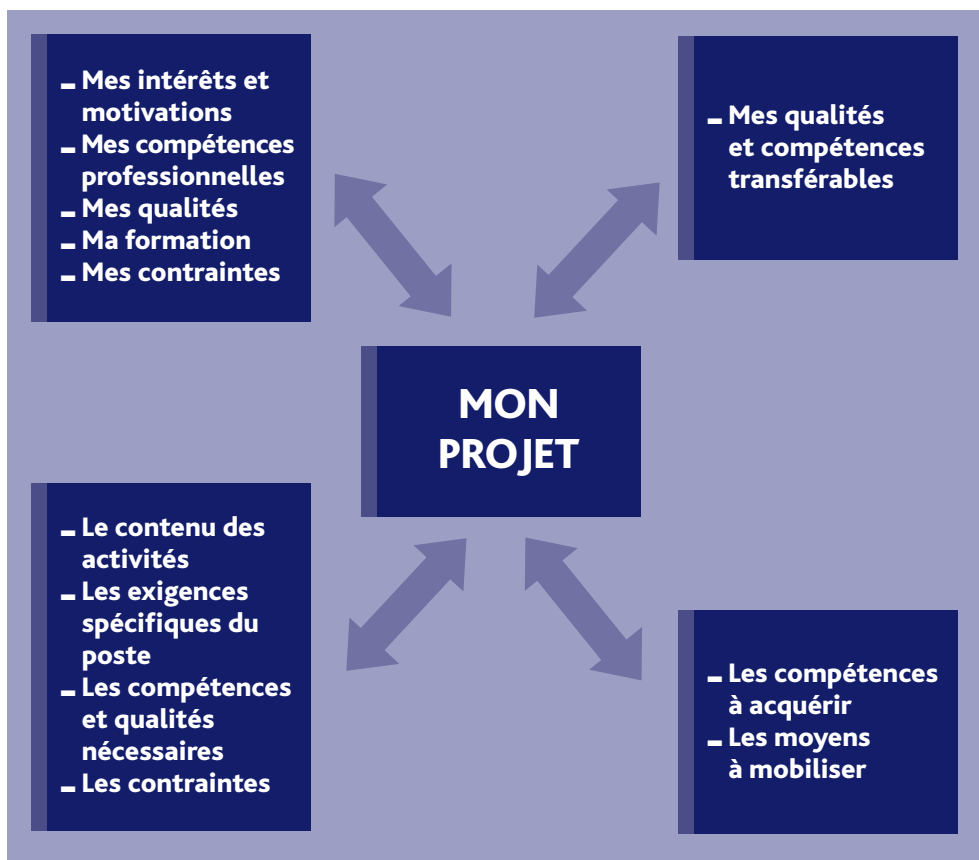 – Mes intérêts et
motivations
– Mes compétences
professionnelles
– Mes qualités
– Ma formation
– Mes contraintes
– Mes qualités
et compétences
transférables
MON
PROJET
– Le contenu des
activités
– Les exigences
spécifiques du
poste
– Les compétences
et qualités
nécessaires
– Les contraintes
– Les compétences
à acquérir
– Les moyens
à mobiliser